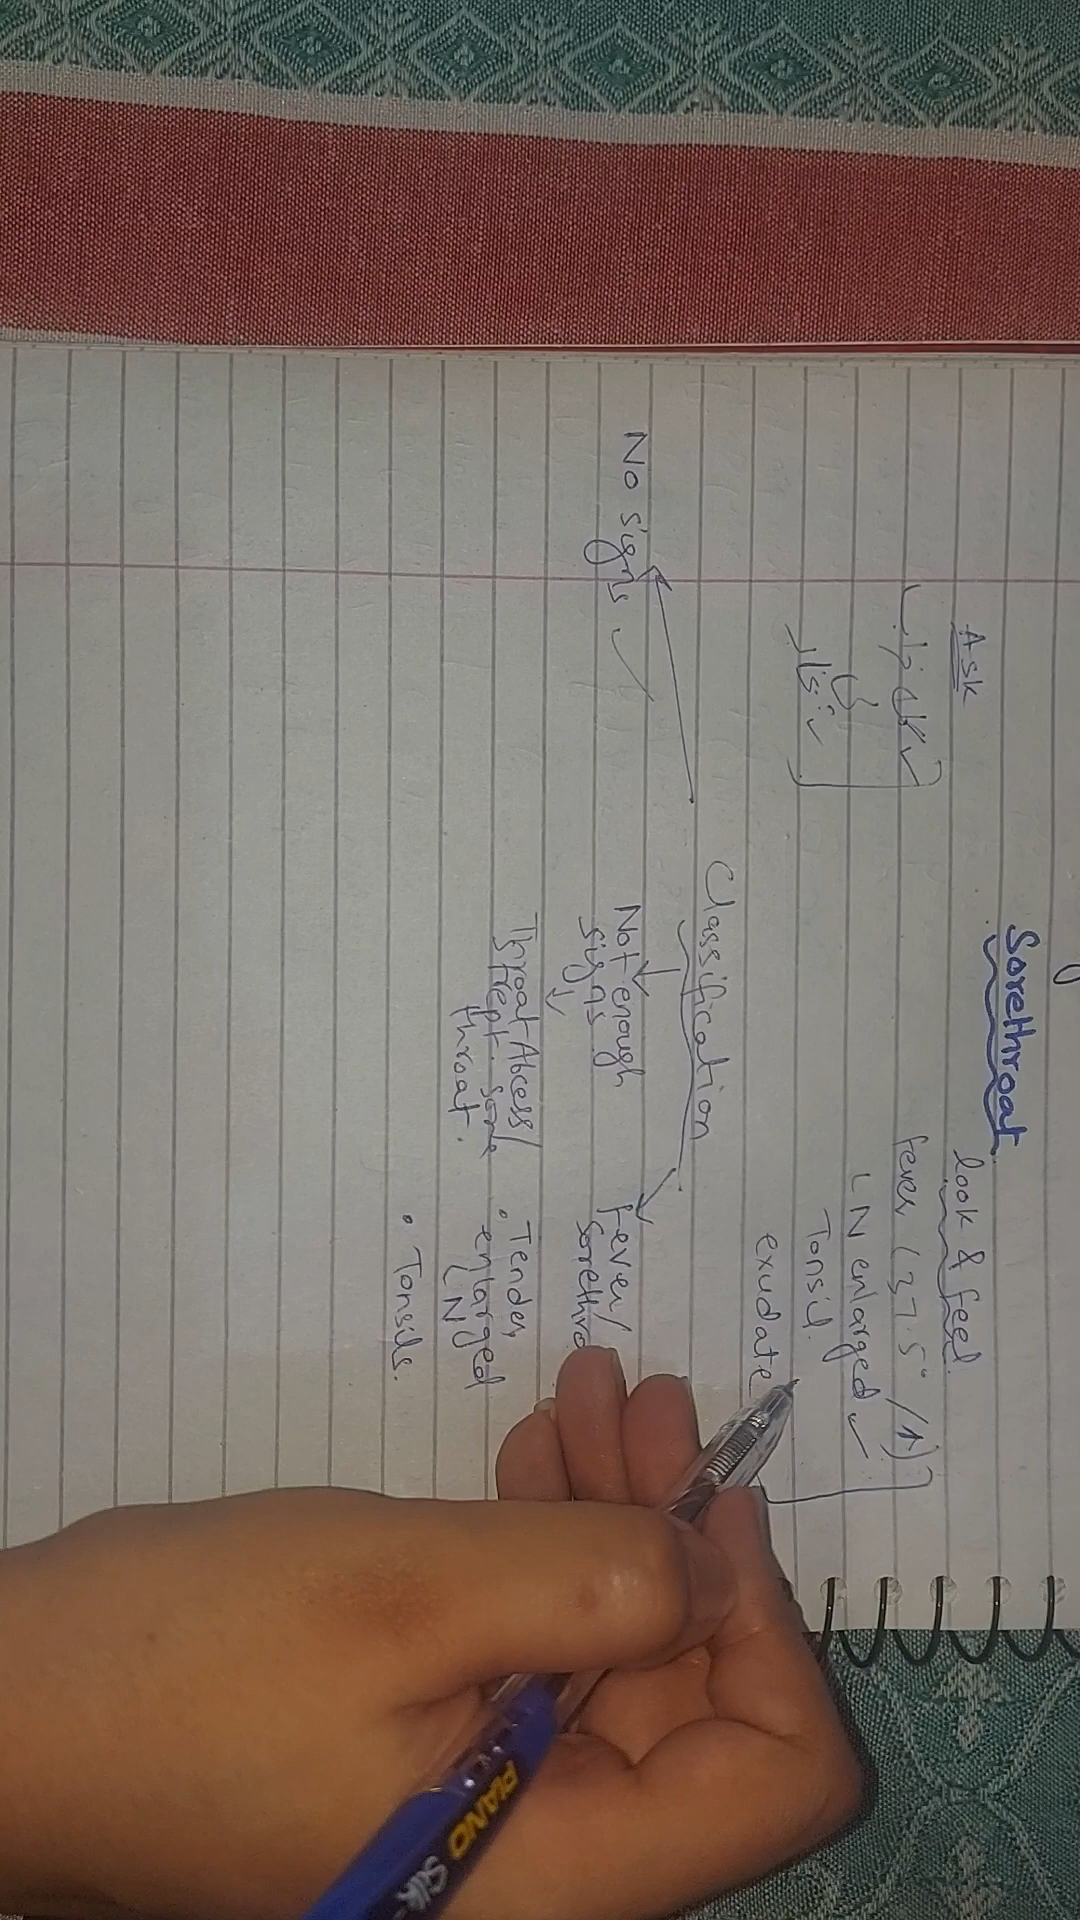 Sorethroat
Ask
look & feel.
fever (37.5° / ↑)
LN enlarged ✓
Tonsil.
exudate
Classification
No signs ✓
Not enough
signs
↓
Throat Abcess/
Strept. Sore
throat.
fever/
Sorethro
• Tender,
enlarged
LN
• Tonsils.
PIANO Silk